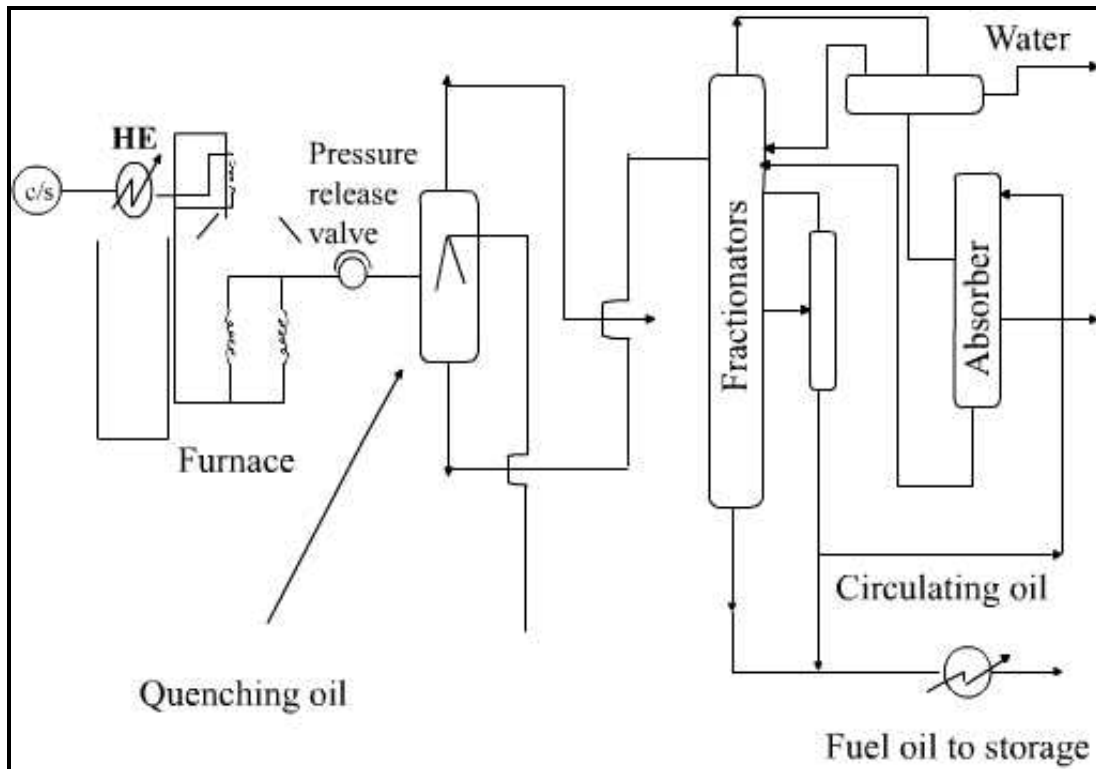 Water
HE
c/s
Pressure
release
valve
Fractionators
Absorber
Furnace
Circulating oil
Quenching oil
Fuel oil to storage